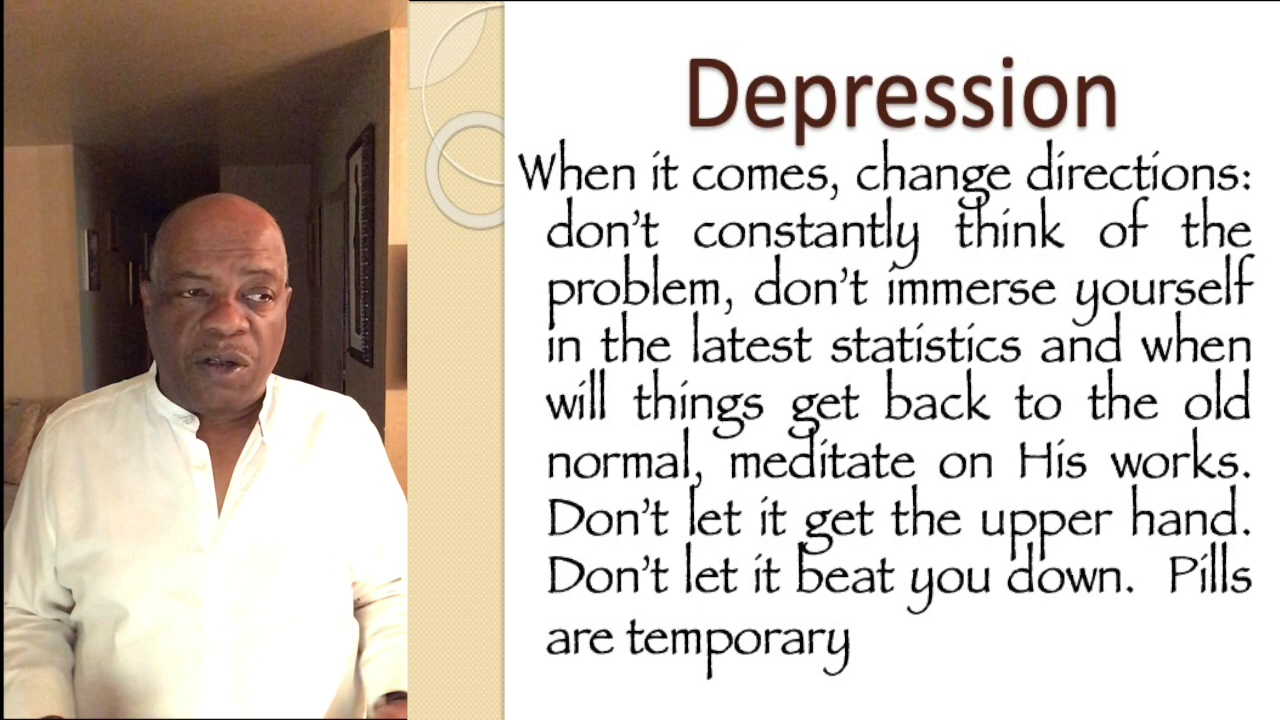 Depression
When it comes, change directions:
don't constantly think of the
problem, don't immerse yourself
in the latest statistics and when
will things get back to the old
normal, meditate on His works.
Don't let it get the upper hand.
Don't let it beat you down. Pills
are temporary